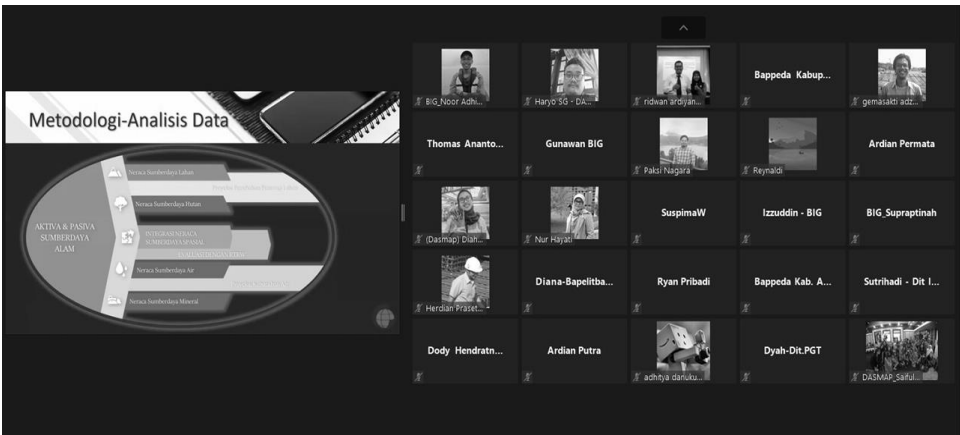 Metodologi-Analisis Data
AKTIVA & PASIVA
SUMBERDAYA
ALAM
Neraca Sumberdaya Lahan
Neraca Sumberdaya Hutan
INTEGRASI NERACA
SUMBERDAYA SPASIAL
Neraca Sumberdaya Air
Neraca Sumberdaya Mineral
BIG_Noor Adhi...
Haryo SG - DA...
ridwan ardiyan...
Bappeda Kabup...
gemasakti adz...
Thomas Ananto...
Gunawan BIG
Paksi Nagara
Reynaldi
Ardian Permata
(Dasmap) Diah...
Nur Hayati
SuspimaW
Izzuddin - BIG
BIG_Supraptinah
Herdian Praset...
Diana-Bapelitba...
Ryan Pribadi
Bappeda Kab. A...
Sutrihadi - Dit I...
Dody Hendratn...
Ardian Putra
adhitya danuku...
Dyah-Dit.PGT
DASMAP_Saiful...